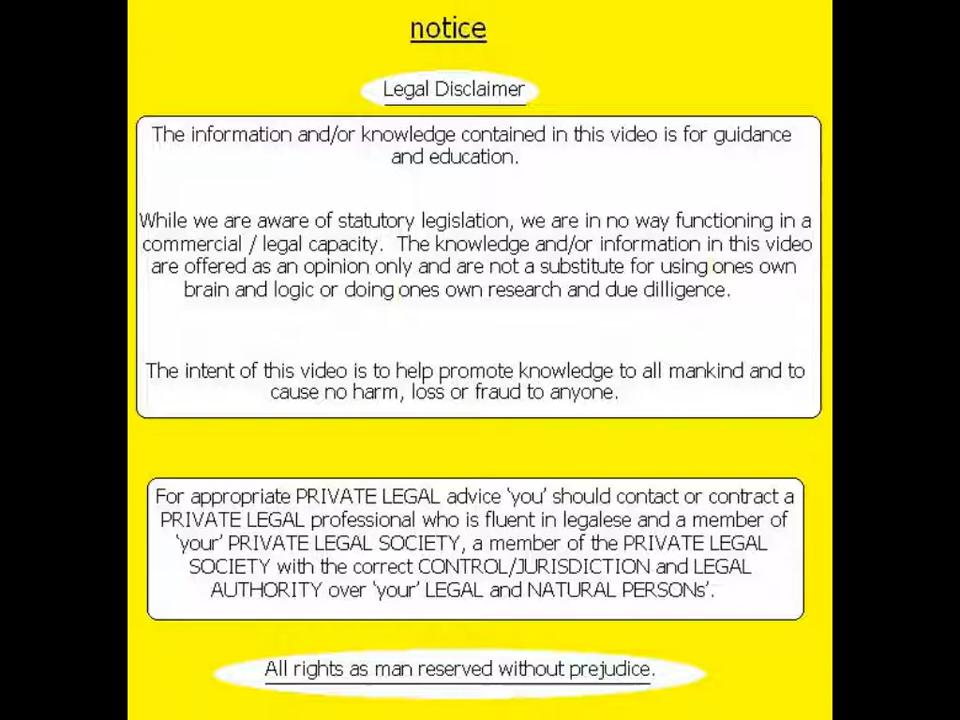 notice
Legal Disclaimer
The information and/or knowledge contained in this video is for guidance
and education.
While we are aware of statutory legislation, we are in no way functioning in a
commercial / legal capacity.  The knowledge and/or information in this video
are offered as an opinion only and are not a substitute for using ones own
brain and logic or doing ones own research and due dilligence.
The intent of this video is to help promote knowledge to all mankind and to
cause no harm, loss or fraud to anyone.
For appropriate PRIVATE LEGAL advice ‘you’ should contact or contract a
PRIVATE LEGAL professional who is fluent in legalese and a member of
‘your’ PRIVATE LEGAL SOCIETY, a member of the PRIVATE LEGAL
SOCIETY with the correct CONTROL/JURISDICTION and LEGAL
AUTHORITY over ‘your’ LEGAL and NATURAL PERSONs’.
All rights as man reserved without prejudice.